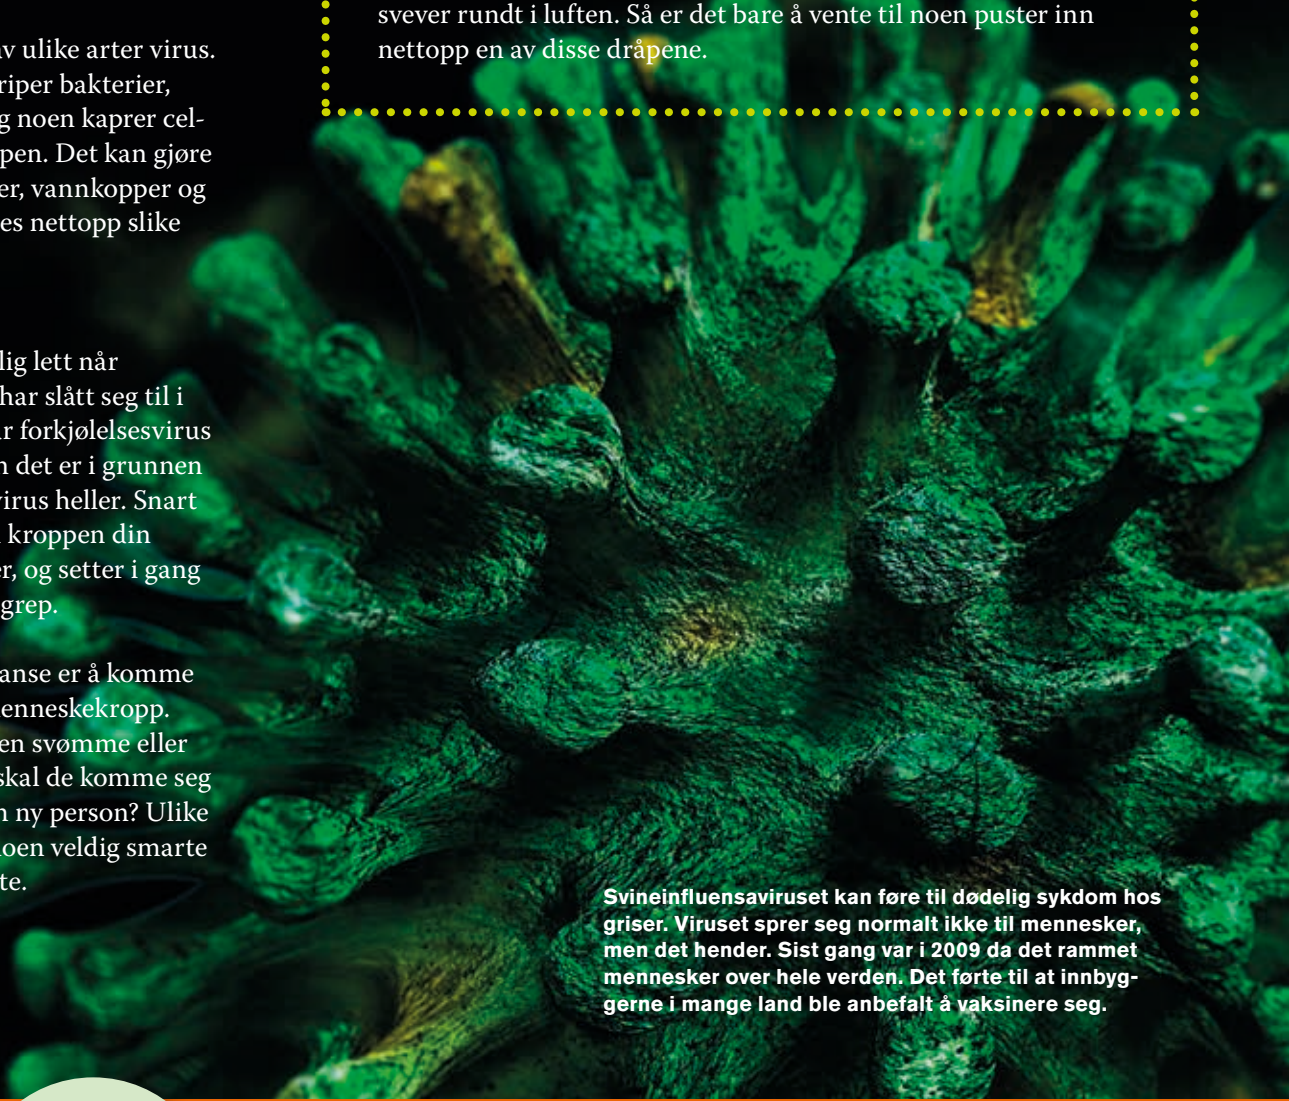 v ulike arter virus.
riper bakterier,
g noen kaprer cel-
pen. Det kan gjøre
er, vannkopper og
es nettopp slike
lig lett når
har slått seg til i
r forkjølelsesvirus
n det er i grunnen
virus heller. Snart
kroppen din
er, og setter i gang
grep.
anse er å komme
enneskekropp.
en svømme eller
skal de komme seg
n ny person? Ulike
noen veldig smarte
te.
svever rundt i luften. Så er det bare å vente til noen puster inn
nettopp en av disse dråpene.
Svineinfluensaviruset kan føre til dødelig sykdom hos
griser. Viruset sprer seg normalt ikke til mennesker,
men det hender. Sist gang var i 2009 da det rammet
mennesker over hele verden. Det førte til at innbyg-
gerne i mange land ble anbefalt å vaksinere seg.